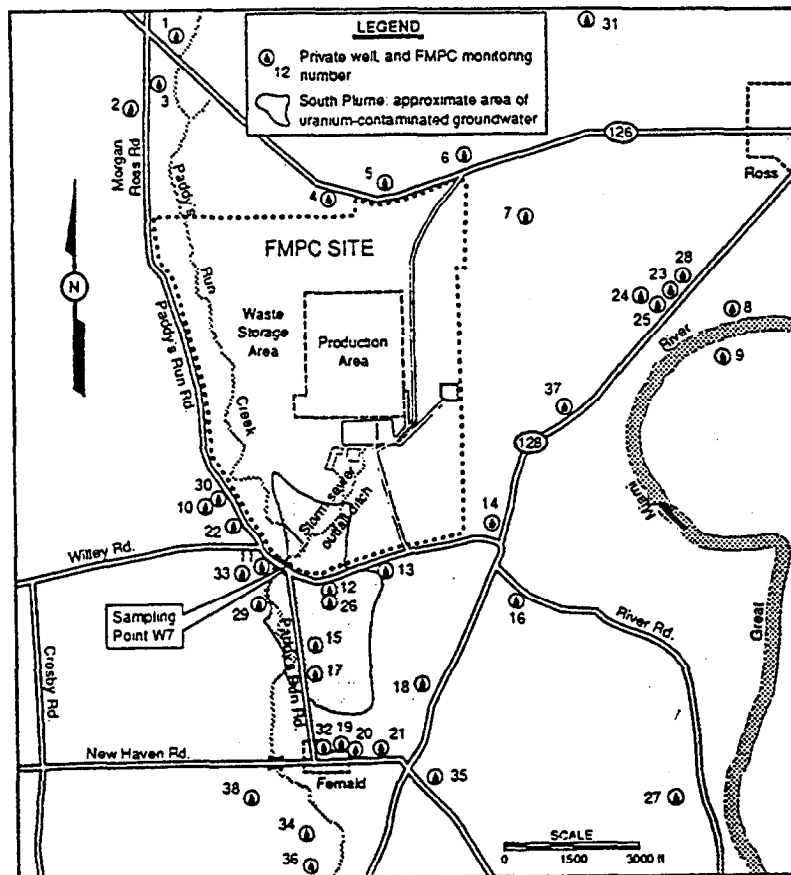 LEGEND
Private well, and FMPC monitoring
12 number
South Plume: approximate area of
uranium-contaminated groundwater
1
31
2
3
Morgan
Ross Rd
Paddy's
126
6
5
4
Ross
7
FMPC SITE
N
Run
28
23
24
25
8
River
9
Waste
Storage
Area
Production
Area
Paddy's Run Rd.
Creek
37
128
Miami
30
10
22
Storm sewer
outfall ditch
14
Willey Rd.
11
33
13
12
26
29
16
River Rd.
Great
Sampling
Point W7
Paddy's Run Rd.
15
17
18
Crosby Rd.
32
19
20
21
New Haven Rd.
Fernald
35
38
27
34
36
SCALE
0 1500 3000 ft